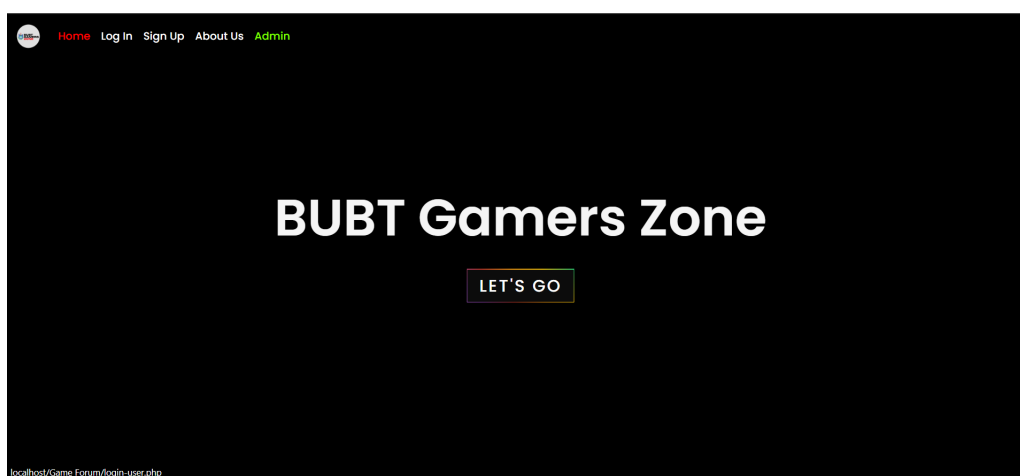 Home Log In Sign Up About Us Admin
BUBT Gamers Zone
LET'S GO
localhost/Game Forum/login-user.php